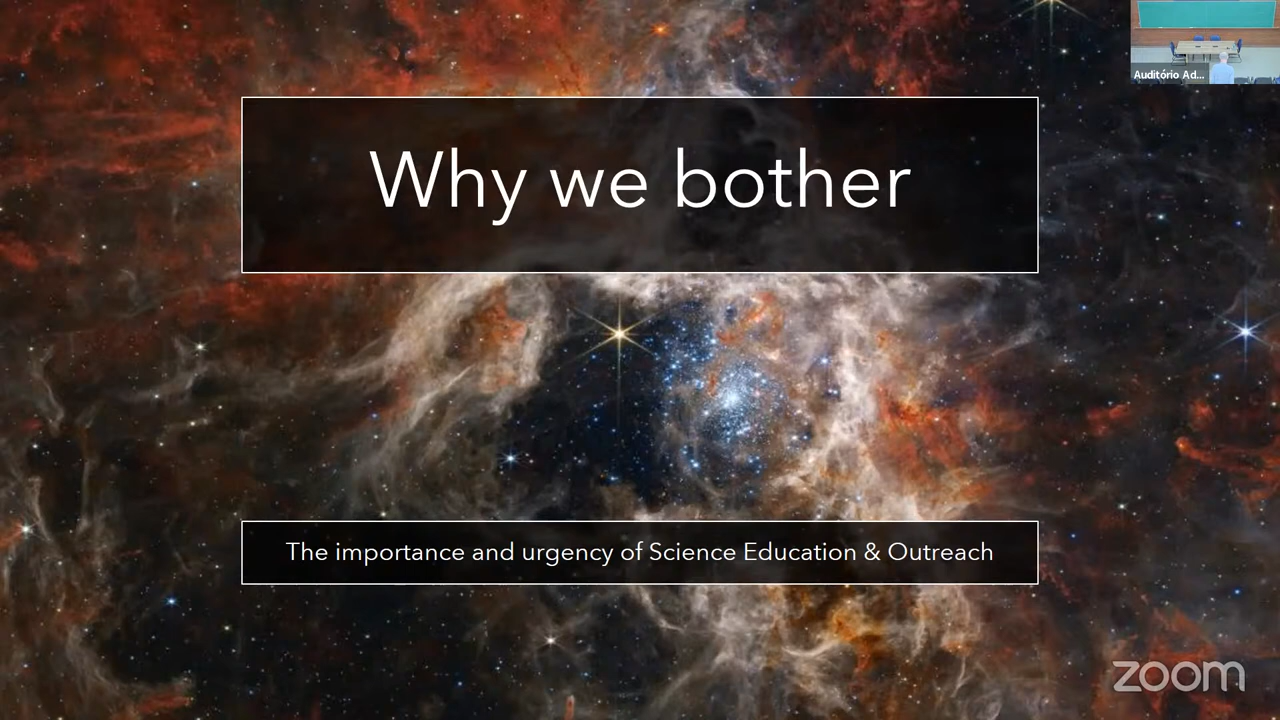 Auditório Ad...
Why we bother
The importance and urgency of Science Education & Outreach
zoom